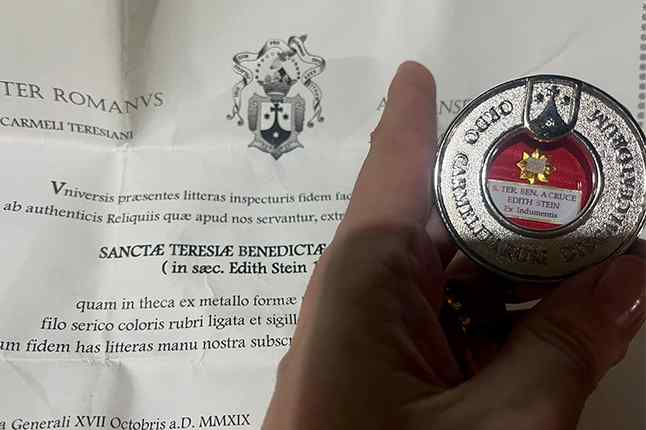 TER ROMANVS
CARMELI TERESIANI
Vniversis præsentes litteras inspecturis fidem fac
ab authenticis Reliquiis quæ apud nos servantur, extr
SANCTÆ TERESIÆ BENEDICTÆ
( in sæc. Edith Stein
quam in theca ex metallo formæ
filo serico coloris rubri ligata et sigill
um fidem has litteras manu nostra subsc
a Generali XVII Octobris a.D. MMXIX
ORDO CARMELITARUM
S. TER. BEN. A CRUCE
EDITH STEIN
Ex Indumentis